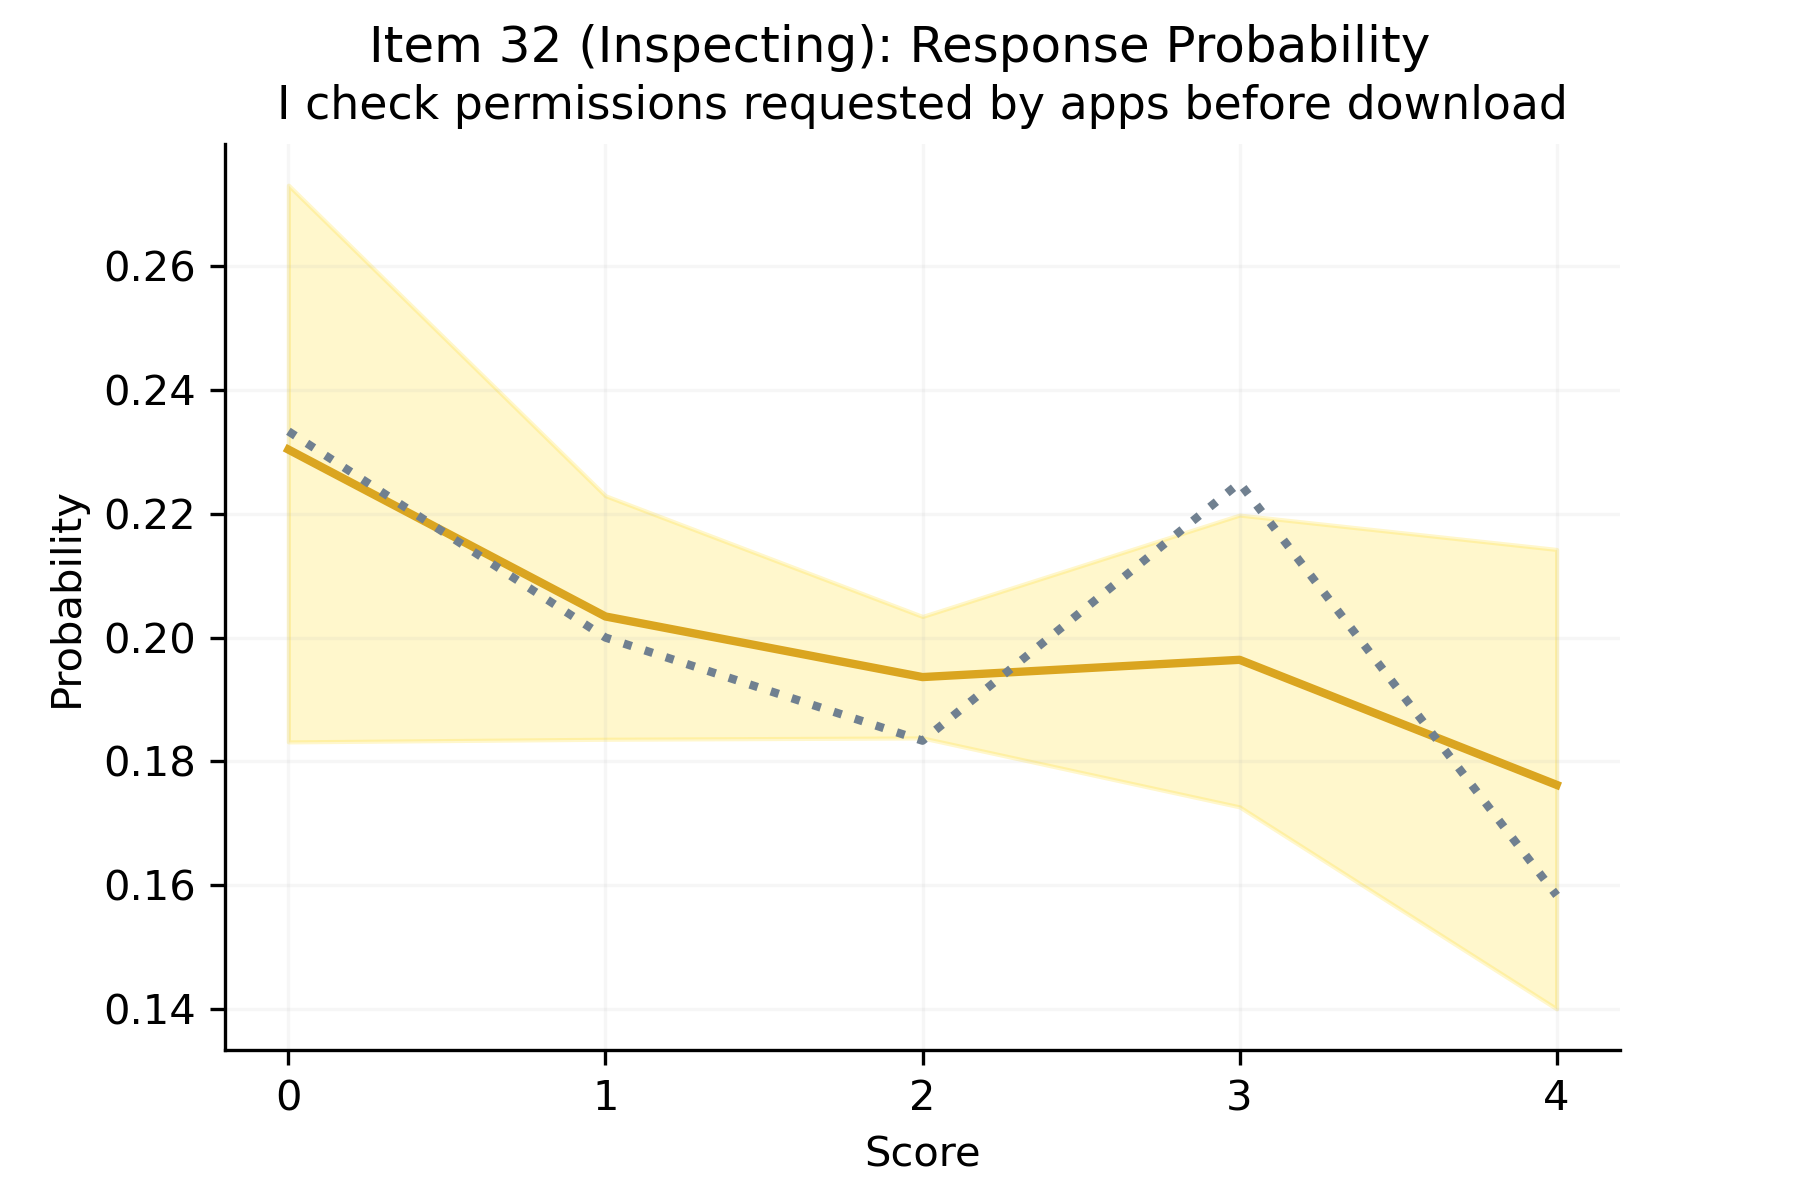 Item 32 (Inspecting): Response Probability
I check permissions requested by apps before download
0.26
0.24
0.22
0.20
0.18
0.16
0.14
Probability
0 1 2 3 4
Score